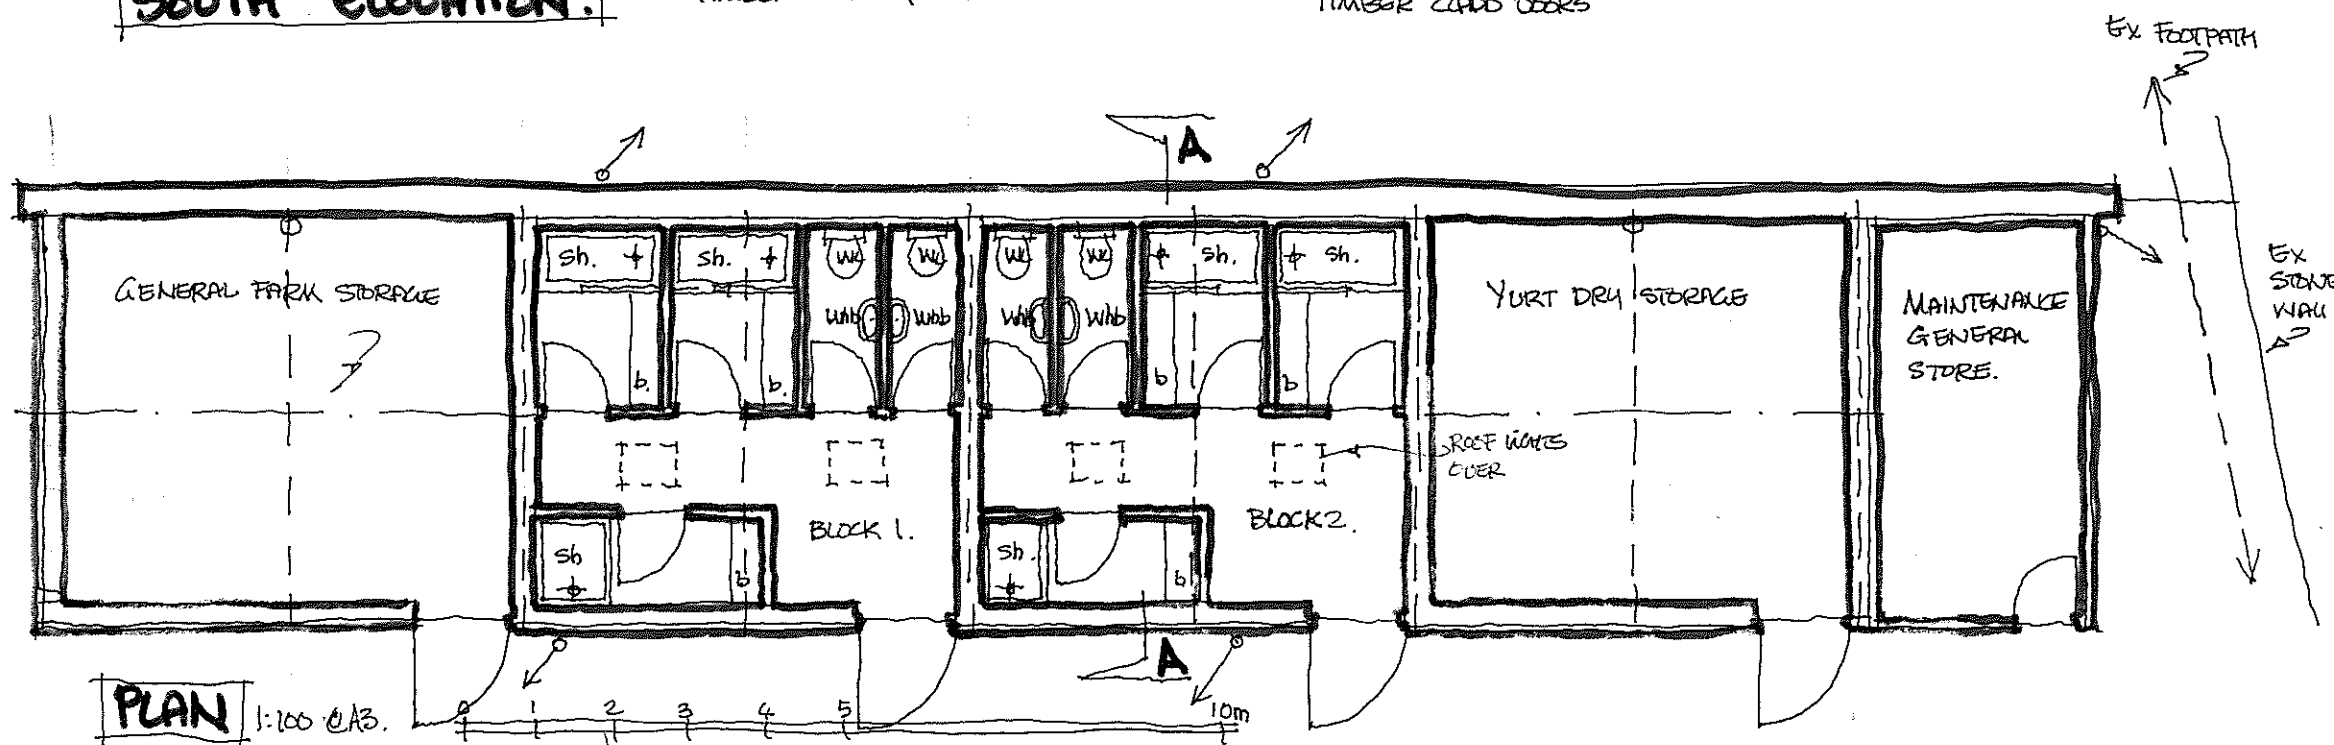 SOUTH ELEVATION.
TIMBER CLAD DOORS
EX FOOTPATH
A
GENERAL FARM STORAGE
Sh.
Sh.
WC
WC
WC
WC
Sh.
Sh.
whb
whb
whb
whb
b.
b.
b
b
YURT DRY STORAGE
MAINTENANCE
GENERAL
STORE.
EX
STONE
WALL
ROOF LIGHTS
OVER
BLOCK 1.
BLOCK 2.
Sh
b
Sh.
b
A
PLAN 1:100 @A3.
0 1 2 3 4 5 10m